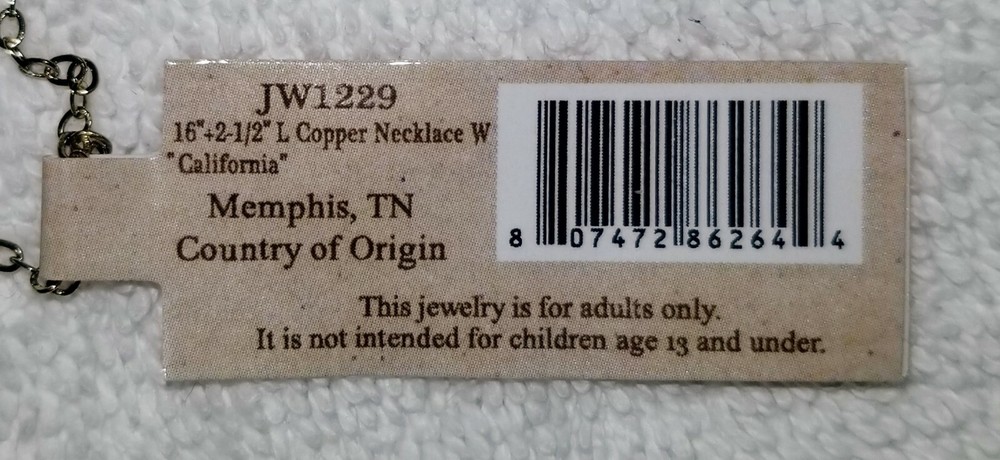 JW1229
16"+2-1/2" L Copper Necklace W
"California"
Memphis, TN
Country of Origin
8 07472 86264 4
This jewelry is for adults only.
It is not intended for children age 13 and under.